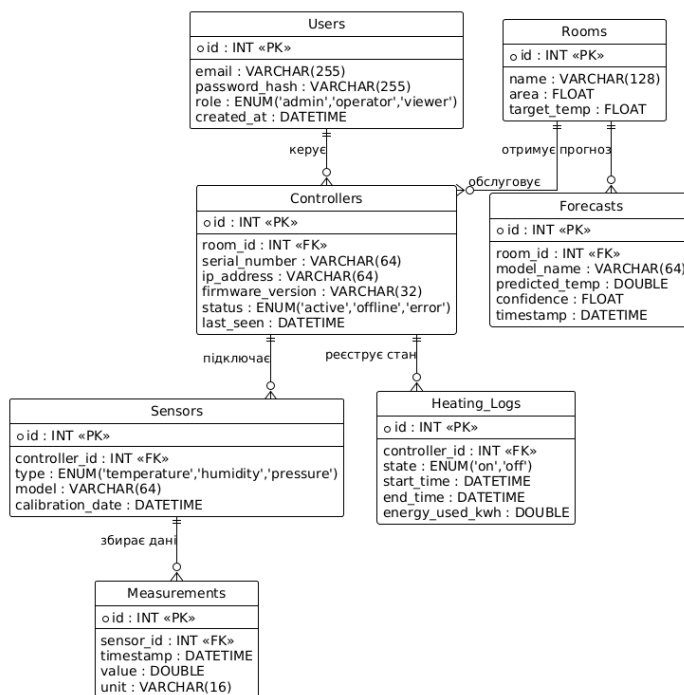 Users
id : INT «PK»
email : VARCHAR(255)
password_hash : VARCHAR(255)
role : ENUM('admin','operator','viewer')
created_at : DATETIME
Rooms
id : INT «PK»
name : VARCHAR(128)
area : FLOAT
target_temp : FLOAT
керує
отримує прогноз
обслуговує
Controllers
id : INT «PK»
room_id : INT «FK»
serial_number : VARCHAR(64)
ip_address : VARCHAR(64)
firmware_version : VARCHAR(32)
status : ENUM('active','offline','error')
last_seen : DATETIME
Forecasts
id : INT «PK»
room_id : INT «FK»
model_name : VARCHAR(64)
predicted_temp : DOUBLE
confidence : FLOAT
timestamp : DATETIME
підключає
реєструє стан
Sensors
id : INT «PK»
controller_id : INT «FK»
type : ENUM('temperature','humidity','pressure')
model : VARCHAR(64)
calibration_date : DATETIME
Heating_Logs
id : INT «PK»
controller_id : INT «FK»
state : ENUM('on','off')
start_time : DATETIME
end_time : DATETIME
energy_used_kwh : DOUBLE
збирає дані
Measurements
id : INT «PK»
sensor_id : INT «FK»
timestamp : DATETIME
value : DOUBLE
unit : VARCHAR(16)